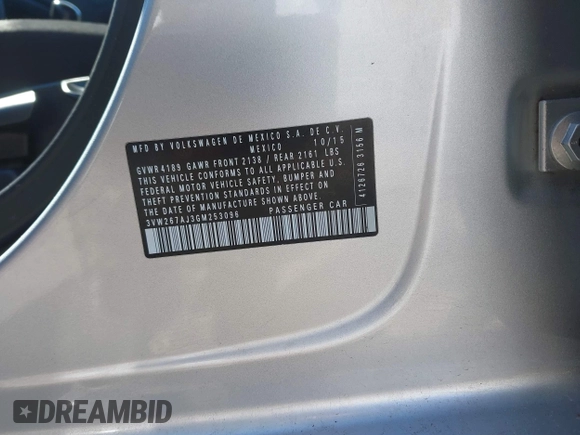 MFD BY VOLKSWAGEN DE MEXICO S.A. DE C.V.
MEXICO 10/15
GVWR 4189 GAWR FRONT 2138 / REAR 2161 LBS
THIS VEHICLE CONFORMS TO ALL APPLICABLE U.S.
FEDERAL MOTOR VEHICLE SAFETY, BUMPER AND
THEFT PREVENTION STANDARDS IN EFFECT ON
THE DATE OF MANUFACTURE SHOWN ABOVE.
3VW267AJ3GM253096 PASSENGER CAR
4126726 3156 M
DREAMBID